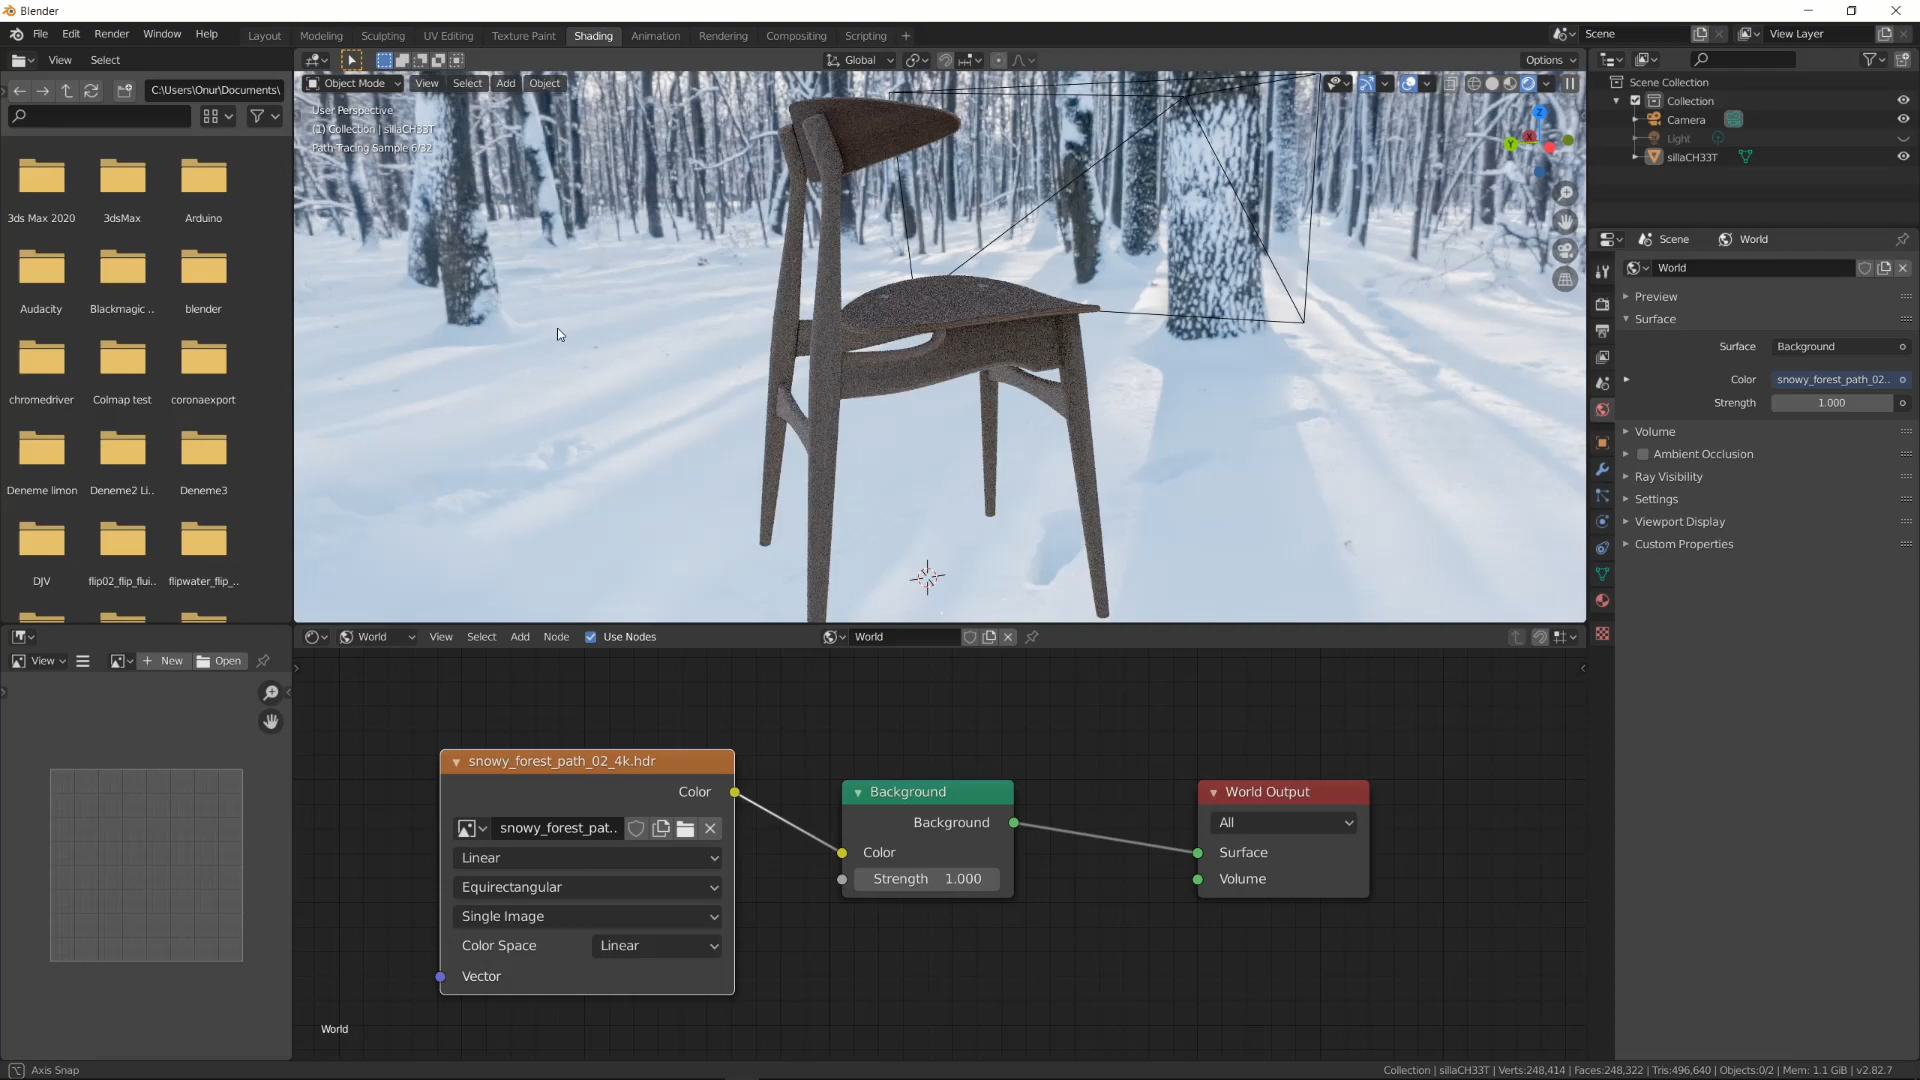 Blender
File Edit Render Window Help Layout Modeling Sculpting UV Editing Texture Paint Shading Animation Rendering Compositing Scripting + Scene View Layer
View Select Global Options
C:\Users\Onur\Documents\
Object Mode View Select Add Object
User Perspective
(1) Collection | sillaCH33T
Path Tracing Sample 6/32
Z
Y
X
Scene Collection
Collection
Camera
Light
sillaCH33T
3ds Max 2020 3dsMax Arduino
Audacity Blackmagic .. blender
chromedriver Colmap test coronaexport
Deneme limon Deneme2 Li.. Deneme3
DJV flip02_flip_flui.. flipwater_flip_..
Scene World
World
Preview
Surface
Surface Background
Color snowy_forest_path_02..
Strength 1.000
Volume
Ambient Occlusion
Ray Visibility
Settings
Viewport Display
Custom Properties
World View Select Add Node Use Nodes World
View + New Open
snowy_forest_path_02_4k.hdr
Color
snowy_forest_pat..
Linear
Equirectangular
Single Image
Color Space Linear
Vector
Background
Background
Color
Strength 1.000
World Output
All
Surface
Volume
World
Axis Snap
Collection | sillaCH33T | Verts:248,414 | Faces:248,322 | Tris:496,640 | Objects:0/2 | Mem: 1.1 GiB | v2.82.7